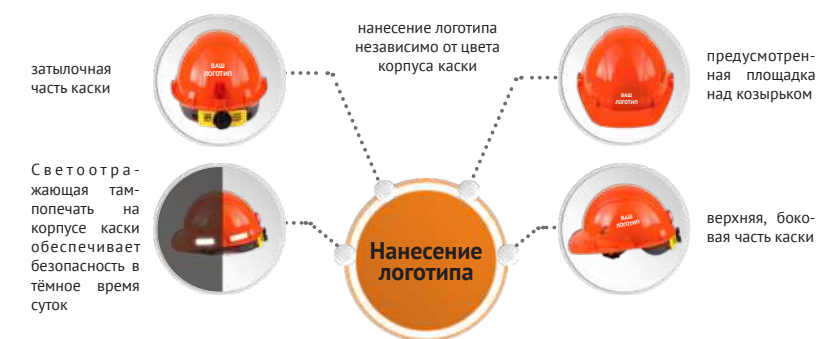 затылочная
часть каски
ВАШ
ЛОГОТИП
нанесение логотипа
независимо от цвета
корпуса каски
ВАШ
ЛОГОТИП
предусмотрен-
ная площадка
над козырьком
Светоотра-
жающая там-
попечать на
корпусе каски
обеспечивает
безопасность в
тёмное время
суток
Нанесение
логотипа
ВАШ
ЛОГОТИП
верхняя, боко-
вая часть каски